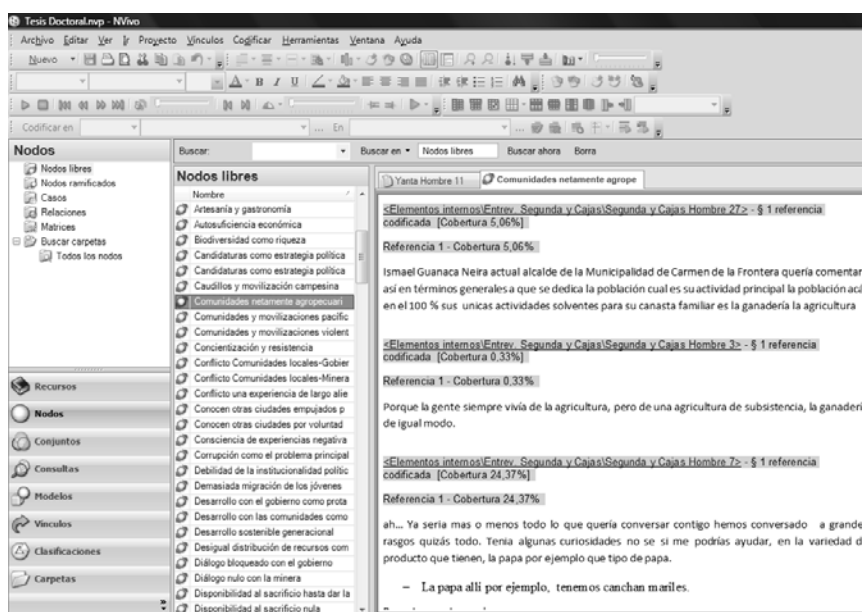 Tesis Doctoral.nvp - NVivo
Archivo Editar Ver Ir Proyecto Vínculos Codificar Herramientas Ventana Ayuda
Nuevo
A B I U
Codificar en ... En ...
Nodos
Nodos libres
Nodos ramificados
Casos
Relaciones
Matrices
Buscar carpetas
Todos los nodos
Recursos
Nodos
Conjuntos
Consultas
Modelos
Vínculos
Clasificaciones
Carpetas
Buscar: Buscar en Nodos libres Buscar ahora Borra
Nodos libres
Nombre
Artesanía y gastronomía
Autosuficiencia económica
Biodiversidad como riqueza
Candidaturas como estrategia política
Candidaturas como estrategia política
Caudillos y movilización campesina
Comunidades netamente agropecuari
Comunidades y movilizaciones pacífic
Comunidades y movilizaciones violent
Concientización y resistencia
Conflicto Comunidades locales-Gobier
Conflicto Comunidades locales-Minera
Conflicto una experiencia de largo alie
Conocen otras ciudades empujados p
Conocen otras ciudades por voluntad
Consciencia de experiencias negativa
Corrupción como el problema principal
Debilidad de la institucionalidad polític
Demasiada migración de los jóvenes
Desarrollo con el gobierno como prota
Desarrollo con las comunidades como
Desarrollo sostenible generacional
Desigual distribución de recursos com
Diálogo bloqueado con el gobierno
Diálogo nulo con la minera
Disponibilidad al sacrificio hasta dar la
Disponibilidad al sacrificio nula
Yanta Hombre 11 Comunidades netamente agrope
<Elementos internos\Entrev. Segunda y Cajas\Segunda y Cajas Hombre 27> - § 1 referencia
codificada [Cobertura 5,06%]
Referencia 1 - Cobertura 5,06%
Ismael Guanaca Neira actual alcalde de la Municipalidad de Carmen de la Frontera quería comentar
así en términos generales a que se dedica la población cual es su actividad principal la población acá
en el 100 % sus unicas actividades solventes para su canasta familiar es la ganadería la agricultura
<Elementos internos\Entrev. Segunda y Cajas\Segunda y Cajas Hombre 3> - § 1 referencia
codificada [Cobertura 0,33%]
Referencia 1 - Cobertura 0,33%
Porque la gente siempre vivía de la agricultura, pero de una agricultura de subsistencia, la ganaderí
de igual modo.
<Elementos internos\Entrev. Segunda y Cajas\Segunda y Cajas Hombre 7> - § 1 referencia
codificada [Cobertura 24,37%]
Referencia 1 - Cobertura 24,37%
ah... Ya seria mas o menos todo lo que quería conversar contigo hemos conversado a grande
rasgos quizás todo. Tenia algunas curiosidades no se si me podrías ayudar, en la variedad d
producto que tienen, la papa por ejemplo que tipo de papa.
– La papa alli por ejemplo, tenemos canchan mariles.